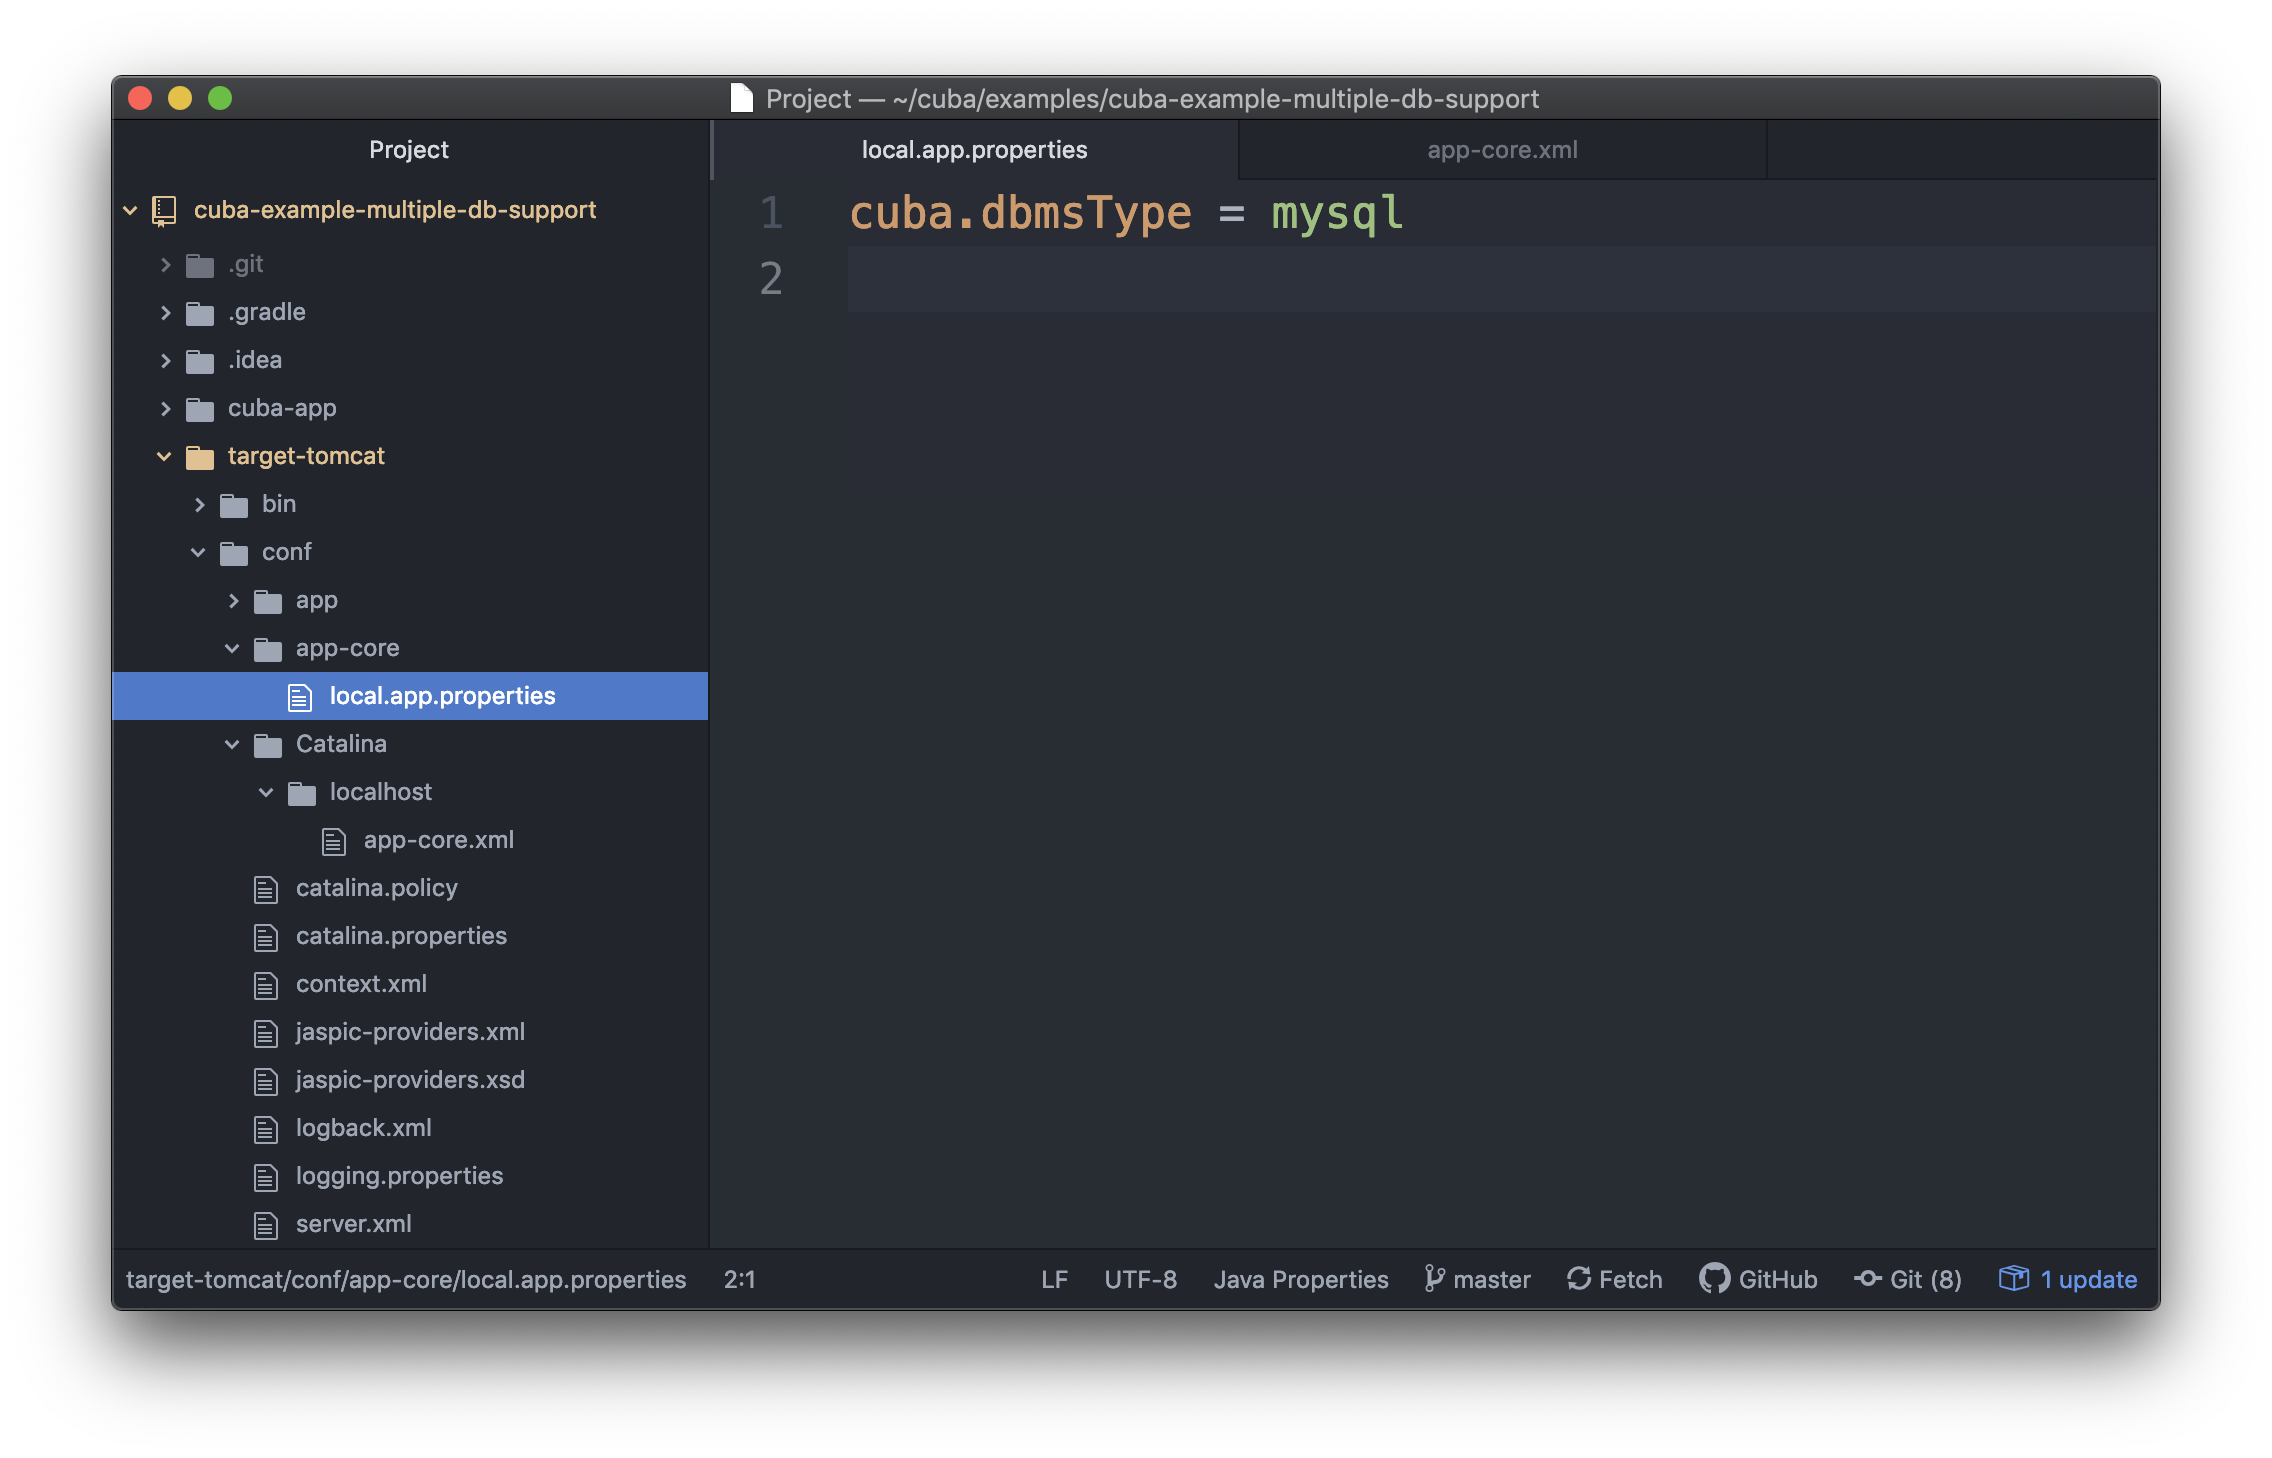 Project — ~/cuba/examples/cuba-example-multiple-db-support
Project
local.app.properties
app-core.xml
cuba-example-multiple-db-support
.git
.gradle
.idea
cuba-app
target-tomcat
bin
conf
app
app-core
local.app.properties
Catalina
localhost
app-core.xml
catalina.policy
catalina.properties
context.xml
jaspic-providers.xml
jaspic-providers.xsd
logback.xml
logging.properties
server.xml
1 cuba.dbmsType = mysql
2
target-tomcat/conf/app-core/local.app.properties 2:1 LF UTF-8 Java Properties master Fetch GitHub Git (8) 1 update